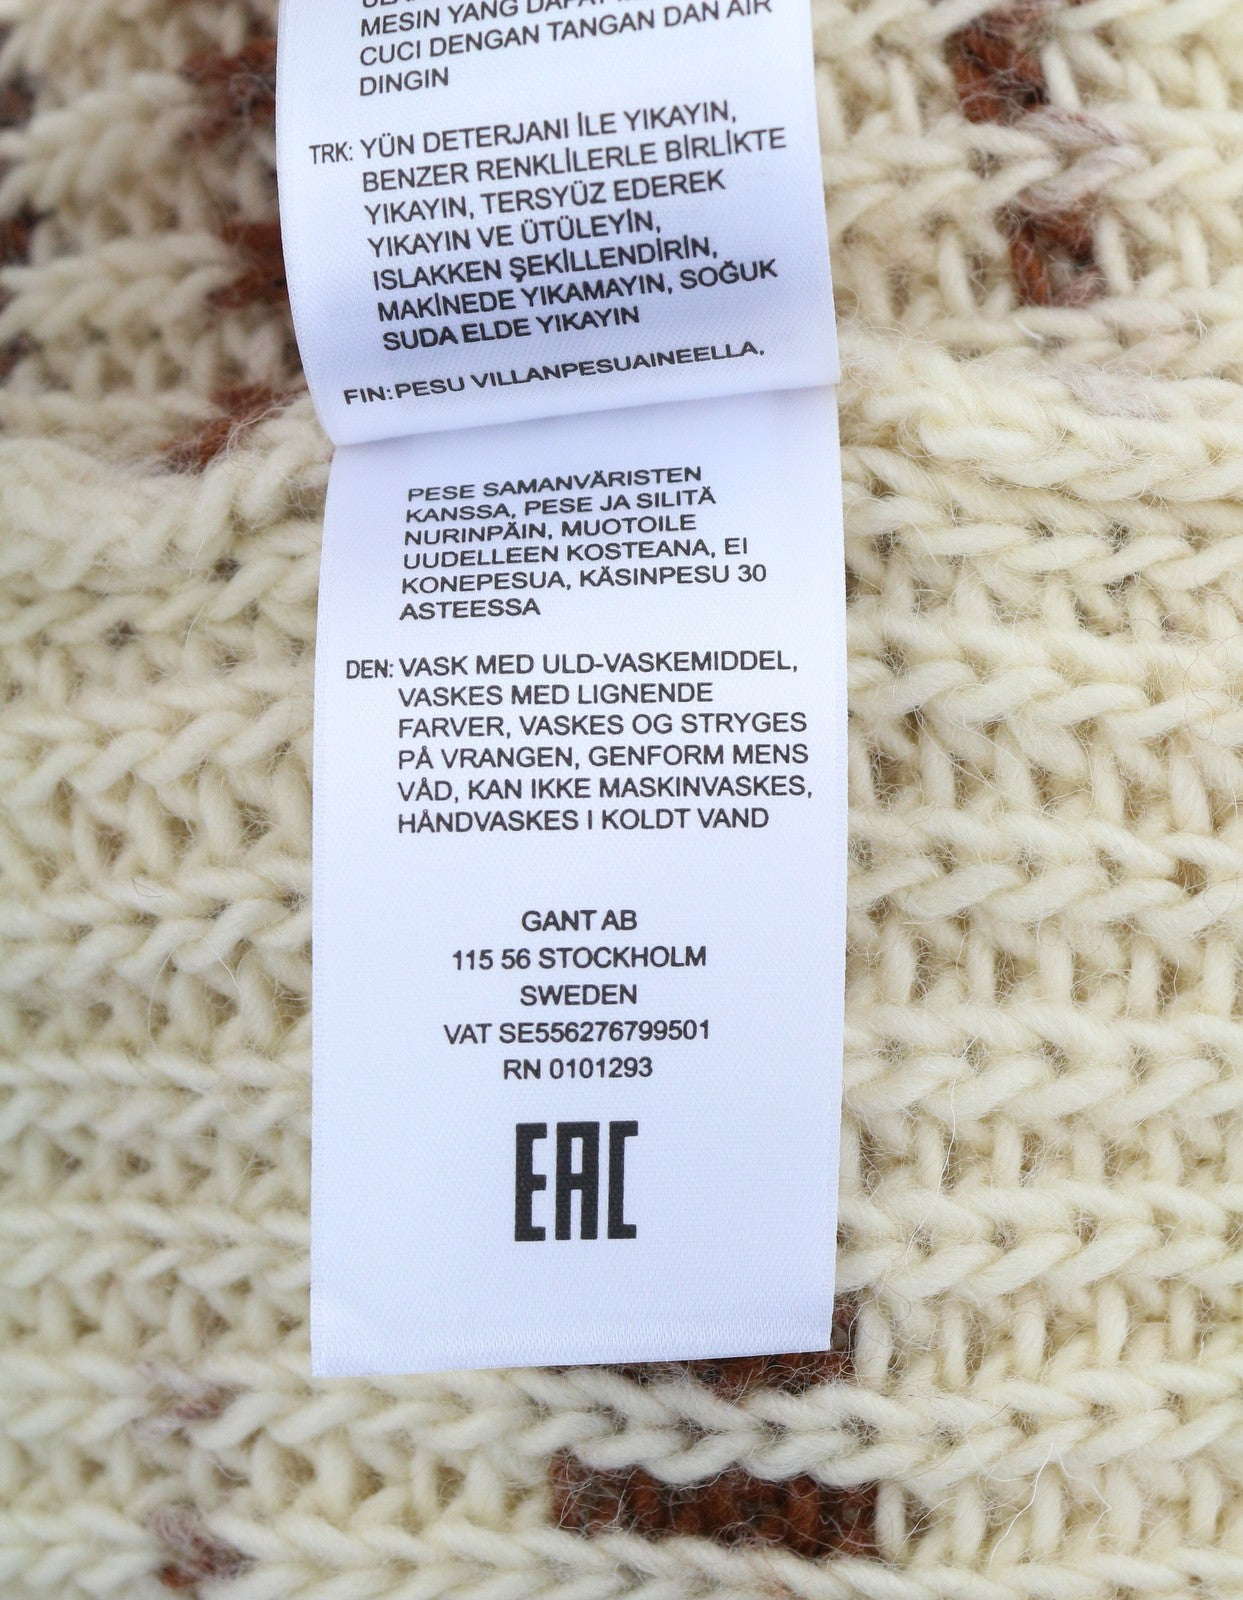 MESIN YANG DAPAT
CUCI DENGAN TANGAN DAN AIR
DINGIN
TRK: YÜN DETERJANI İLE YIKAYIN,
BENZER RENKLİLERLE BİRLİKTE
YIKAYIN, TERSYÜZ EDEREK
YIKAYIN VE ÜTÜLEYİN,
ISLAKKEN ŞEKİLLENDİRİN,
MAKİNEDE YIKAMAYIN, SOĞUK
SUDA ELDE YIKAYIN
FIN: PESU VILLANPESUAINEELLA,
PESE SAMANVÄRISTEN
KANSSA, PESE JA SILITÄ
NURINPÄIN, MUOTOILE
UUDELLEEN KOSTEANA, EI
KONEPESUA, KÄSINPESU 30
ASTEESSA
DEN: VASK MED ULD-VASKEMIDDEL,
VASKES MED LIGNENDE
FARVER, VASKES OG STRYGES
PÅ VRANGEN, GENFORM MENS
VÅD, KAN IKKE MASKINVASKES,
HÅNDVASKES I KOLDT VAND
GANT AB
115 56 STOCKHOLM
SWEDEN
VAT SE556276799501
RN 0101293
EAC